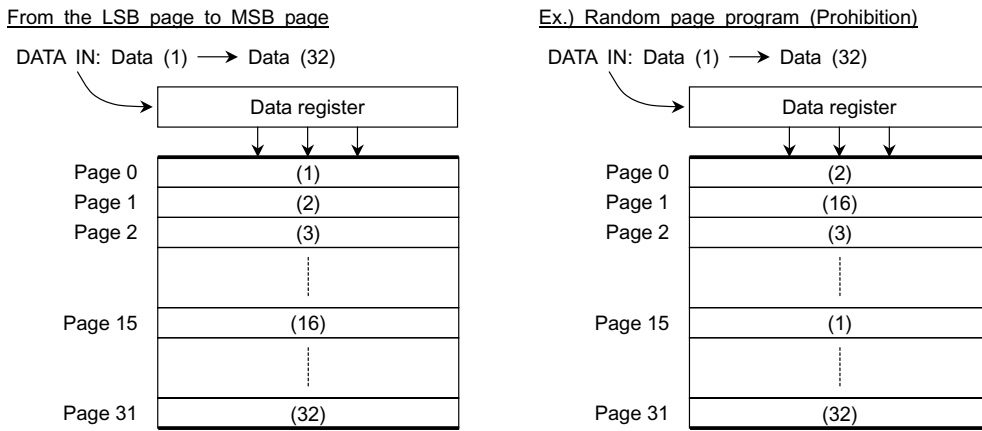 From the LSB page to MSB page
DATA IN: Data (1) → Data (32)
Data register
Page 0 (1)
Page 1 (2)
Page 2 (3)
Page 15 (16)
Page 31 (32)
Ex.) Random page program (Prohibition)
DATA IN: Data (1) → Data (32)
Data register
Page 0 (2)
Page 1 (16)
Page 2 (3)
Page 15 (1)
Page 31 (32)